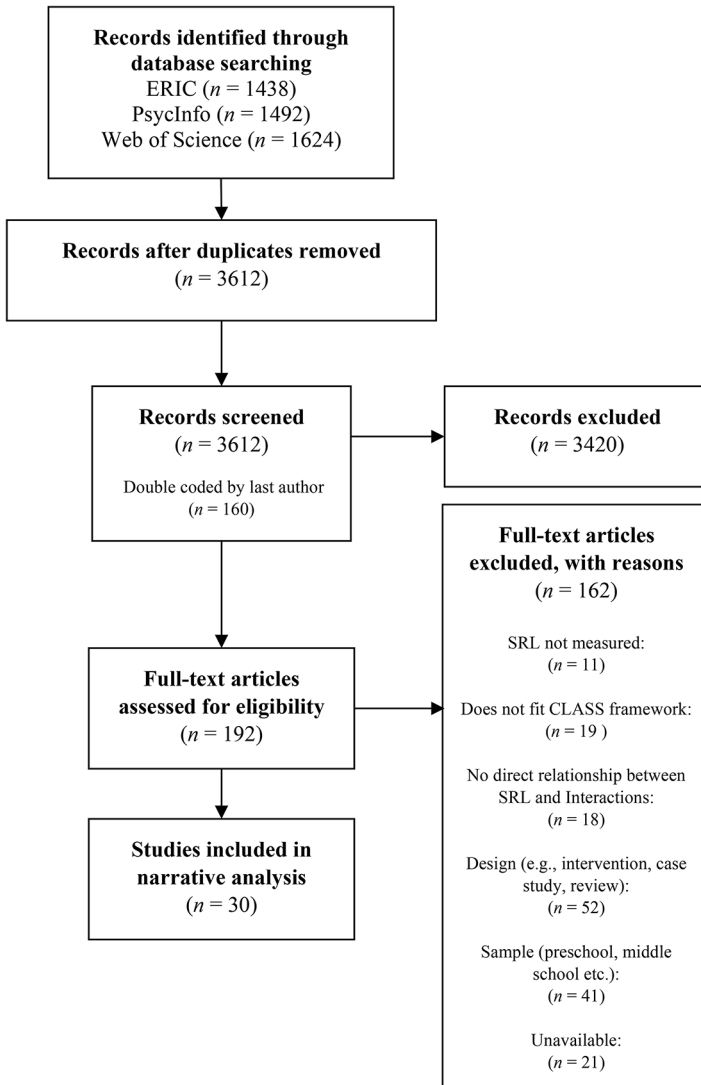 Records identified through
database searching
ERIC (n = 1438)
PsycInfo (n = 1492)
Web of Science (n = 1624)
Records after duplicates removed
(n = 3612)
Records screened
(n = 3612)
Double coded by last author
(n = 160)
Records excluded
(n = 3420)
Full-text articles
assessed for eligibility
(n = 192)
Full-text articles
excluded, with reasons
(n = 162)
SRL not measured:
(n = 11)
Does not fit CLASS framework:
(n = 19 )
No direct relationship between
SRL and Interactions:
(n = 18)
Design (e.g., intervention, case
study, review):
(n = 52)
Sample (preschool, middle
school etc.):
(n = 41)
Unavailable:
(n = 21)
Studies included in
narrative analysis
(n = 30)